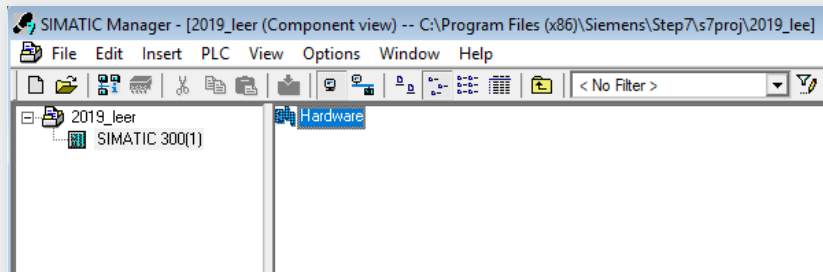 SIMATIC Manager - [2019_leer (Component view) -- C:\Program Files (x86)\Siemens\Step7\s7proj\2019_lee]
File Edit Insert PLC View Options Window Help
< No Filter >
2019_leer
Hardware
SIMATIC 300(1)